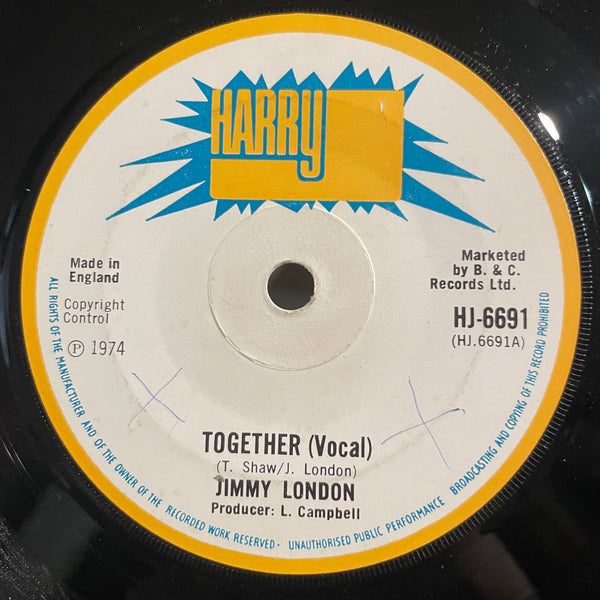 HARRY
Made in
England
Copyright
Control
Ⓟ 1974
Marketed
by B. & C.
Records Ltd.
HJ-6691
(HJ.6691A)
TOGETHER (Vocal)
(T. Shaw/J. London)
JIMMY LONDON
Producer: L. Campbell
ALL RIGHTS OF THE MANUFACTURER AND OF THE OWNER OF THE RECORDED WORK RESERVED · UNAUTHORISED PUBLIC PERFORMANCE BROADCASTING AND COPYING OF THIS RECORD PROHIBITED